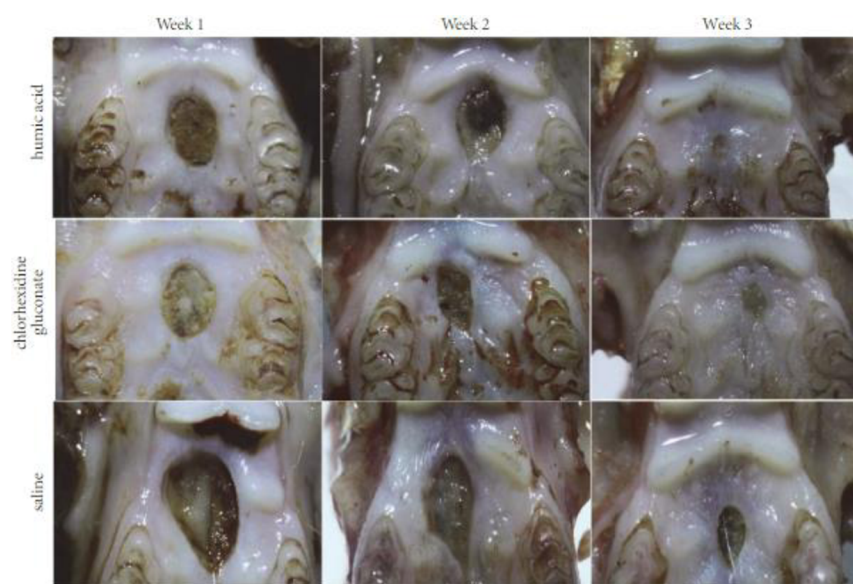 Week 1
Week 2
Week 3
humic acid
chlorhexidine
gluconate
saline